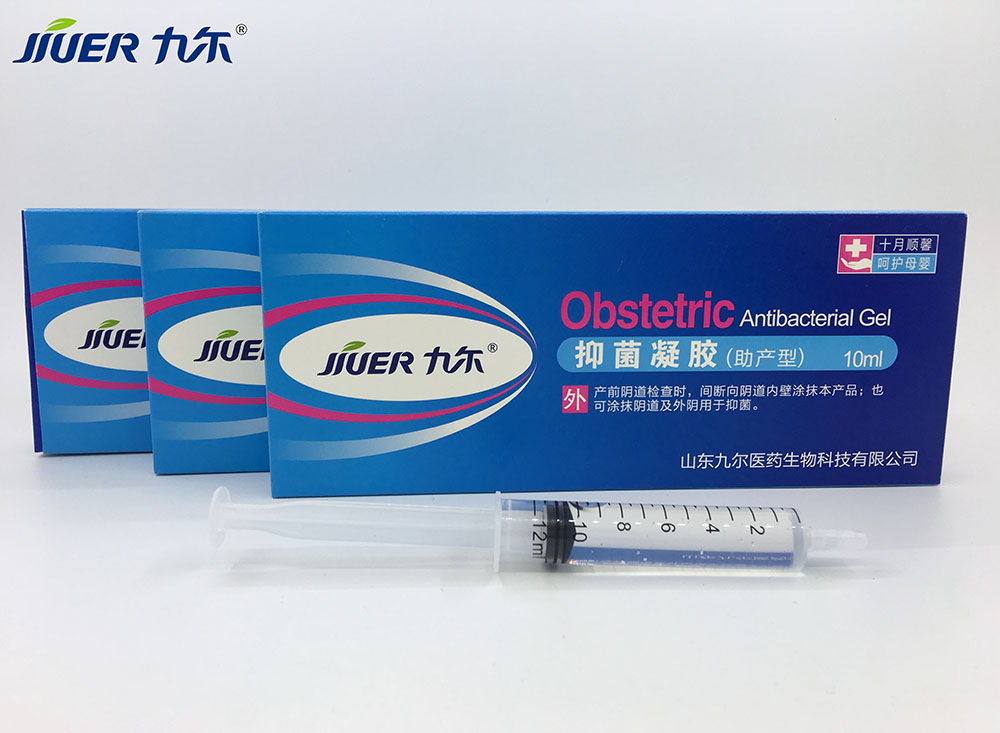 JIUER 九尔®
十月顺馨
呵护母婴
Obstetric Antibacterial Gel
抑菌凝胶(助产型) 10ml
JIUE
JIUE
JIUER 九尔®
外 产前阴道检查时，间断向阴道内壁涂抹本产品；也
可涂抹阴道及外阴用于抑菌。
山东九尔医药生物科技有限公司
12ml 10 8 6 4 2